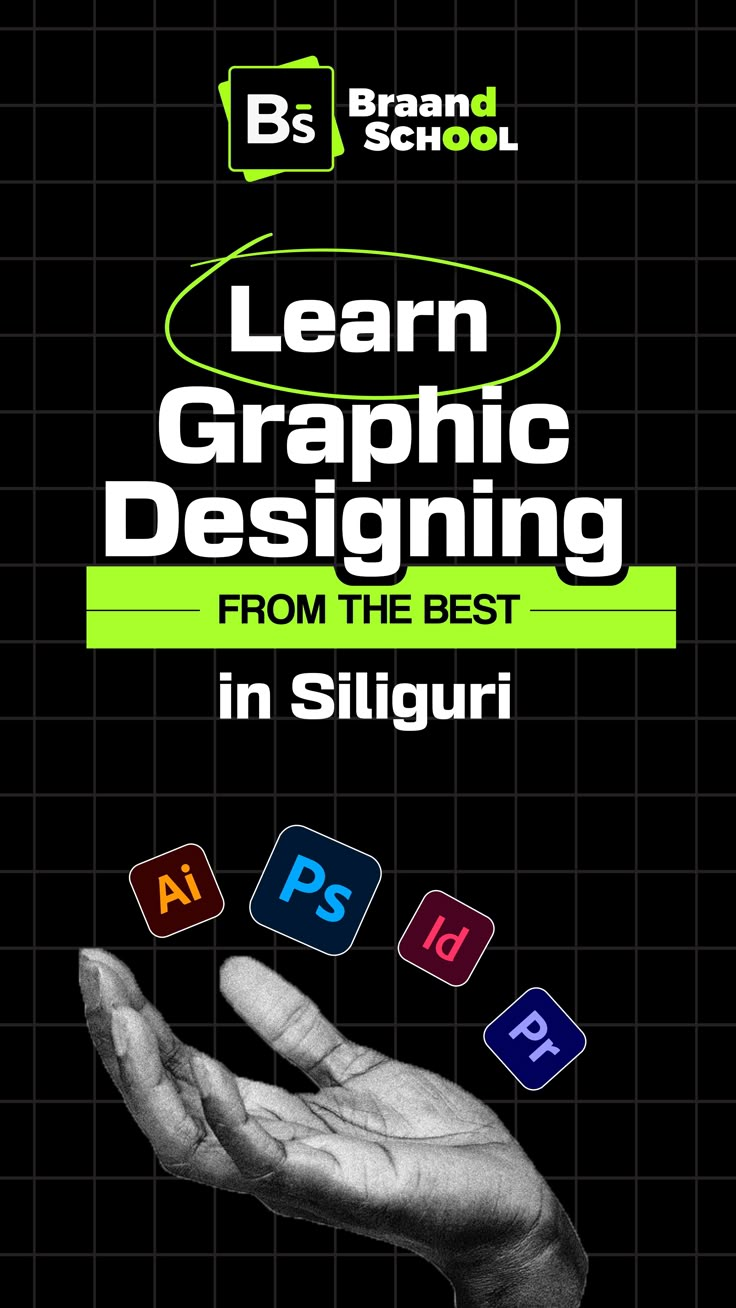 Bs
Braand
SCHOOL
Learn
Graphic
Designing
FROM THE BEST
in Siliguri
Ai
Ps
Id
Pr